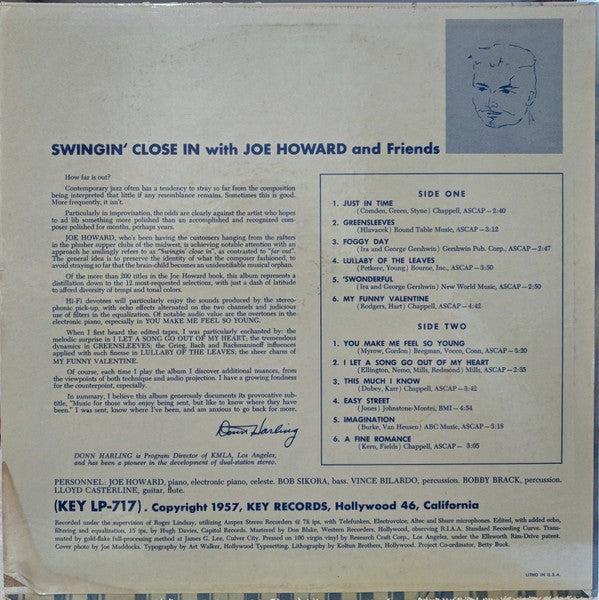 SWINGIN' CLOSE IN with JOE HOWARD and Friends
How far is out?
Contemporary jazz often has a tendency to stray so far from the composition
being interpreted that little if any resemblance remains. Sometimes this is good.
More frequently, it isn't.
Particularly in improvisation, the odds are clearly against the artist who hopes
to ad lib something more polished than an accomplished and recognized com-
poser polished for months, perhaps years.
JOE HOWARD, who's been having the customers hanging from the rafters
in the plusher supper clubs of the midwest, is achieving notable attention with an
approach he smilingly refers to as "Swingin' close in", as contrasted to "far out".
The general idea is to preserve the identity of what the composer fashioned, to
avoid straying so far that the brain-child becomes an unidentifiable musical orphan.
Of the more than 200 titles in the Joe Howard book, this album represents a
distillation down to the 12 most-requested selections, with just a dash of latitude
to afford diversity of tempi and tonal colors.
Hi-Fi devotees will particularly enjoy the sounds produced by the stereo-
phonic pick-up, with echo effects alternated on the two channels and judicious
use of filters in the equalization. Of notable audio value are the overtones in the
electronic piano, especially in YOU MAKE ME FEEL SO YOUNG.
When I first heard the edited tapes, I was particularly enchanted by: the
melodic surprise in I LET A SONG GO OUT OF MY HEART; the tremendous
dynamics in GREENSLEEVES; the Grieg, Bach and Rachmaninoff influences
applied with such finesse in LULLABY OF THE LEAVES; the sheer charm of
MY FUNNY VALENTINE.
Of course, each time I play the album I discover additional nuances, from
the viewpoints of both technique and audio projection. I have a growing fondness
for the counterpoint, especially.
In summary, I believe this album generously documents its provocative sub-
title, "Music for those who enjoy being sent, but like to know where they have
been." I was sent, know where I've been, and am anxious to go back for more.
Donn Harling
DONN HARLING is Program Director of KMLA, Los Angeles,
and has been a pioneer in the development of dual-station stereo.
SIDE ONE
1. JUST IN TIME
(Comden, Green, Styne) Chappell, ASCAP—2:40
2. GREENSLEEVES
(Hlavacek) Round Table Music, ASCAP—3:12
3. FOGGY DAY
(Ira and George Gershwin) Gershwin Pub. Corp., ASCAP—2:47
4. LULLABY OF THE LEAVES
(Petkere, Young) Bourne, Inc., ASCAP—3:50
5. 'SWONDERFUL
(Ira and George Gershwin) New World Music, ASCAP—2:50
6. MY FUNNY VALENTINE
(Rodgers, Hart) Chappell, ASCAP—4:42
SIDE TWO
1. YOU MAKE ME FEEL SO YOUNG
(Myrow, Gordon) Bregman, Vocco, Conn, ASCAP—3:20
2. I LET A SONG GO OUT OF MY HEART
(Ellington, Nemo, Mills, Redmond) Mills, ASCAP—2:35
3. THIS MUCH I KNOW
(Dobey, Karr) Chappell, ASCAP—3:42
4. EASY STREET
(Jones) Johnstone-Montei, BMI—4:54
5. IMAGINATION
(Burke, Van Heusen) ABC Music, ASCAP—3:18
6. A FINE ROMANCE
(Kern, Fields) Chappell, ASCAP— 3:05
PERSONNEL: JOE HOWARD, piano, electronic piano, celeste. BOB SIKORA, bass. VINCE BILARDO, percussion. BOBBY BRACK, percussion.
LLOYD CASTERLINE, guitar, flute.
(KEY LP-717). Copyright 1957, KEY RECORDS, Hollywood 46, California
Recorded under the supervision of Roger Lindsay, utilizing Ampex Stereo Recorders @ 7½ ips, with Telefunken, Electrovoice, Altec and Shure microphones. Edited, with added echo,
filtering and equalization, 15 ips, by Hugh Davies, Capitol Records. Mastered by Don Blake, Western Recorders, Hollywood, observing R.I.A.A. Standard Recording Curve. Trans-
muted by gold-flake full-processing method at James G. Lee, Culver City. Pressed on 100 virgin vinyl by Research Craft Corp., Los Angeles, under the Ellsworth Rim-Drive patent.
Cover photo by Joe Maddocks. Typography by Art Walker, Hollywood Typesetting. Lithography by Koltun Brothers, Hollywood. Project Co-ordinator, Betty Buck.
LITHO IN U.S.A.